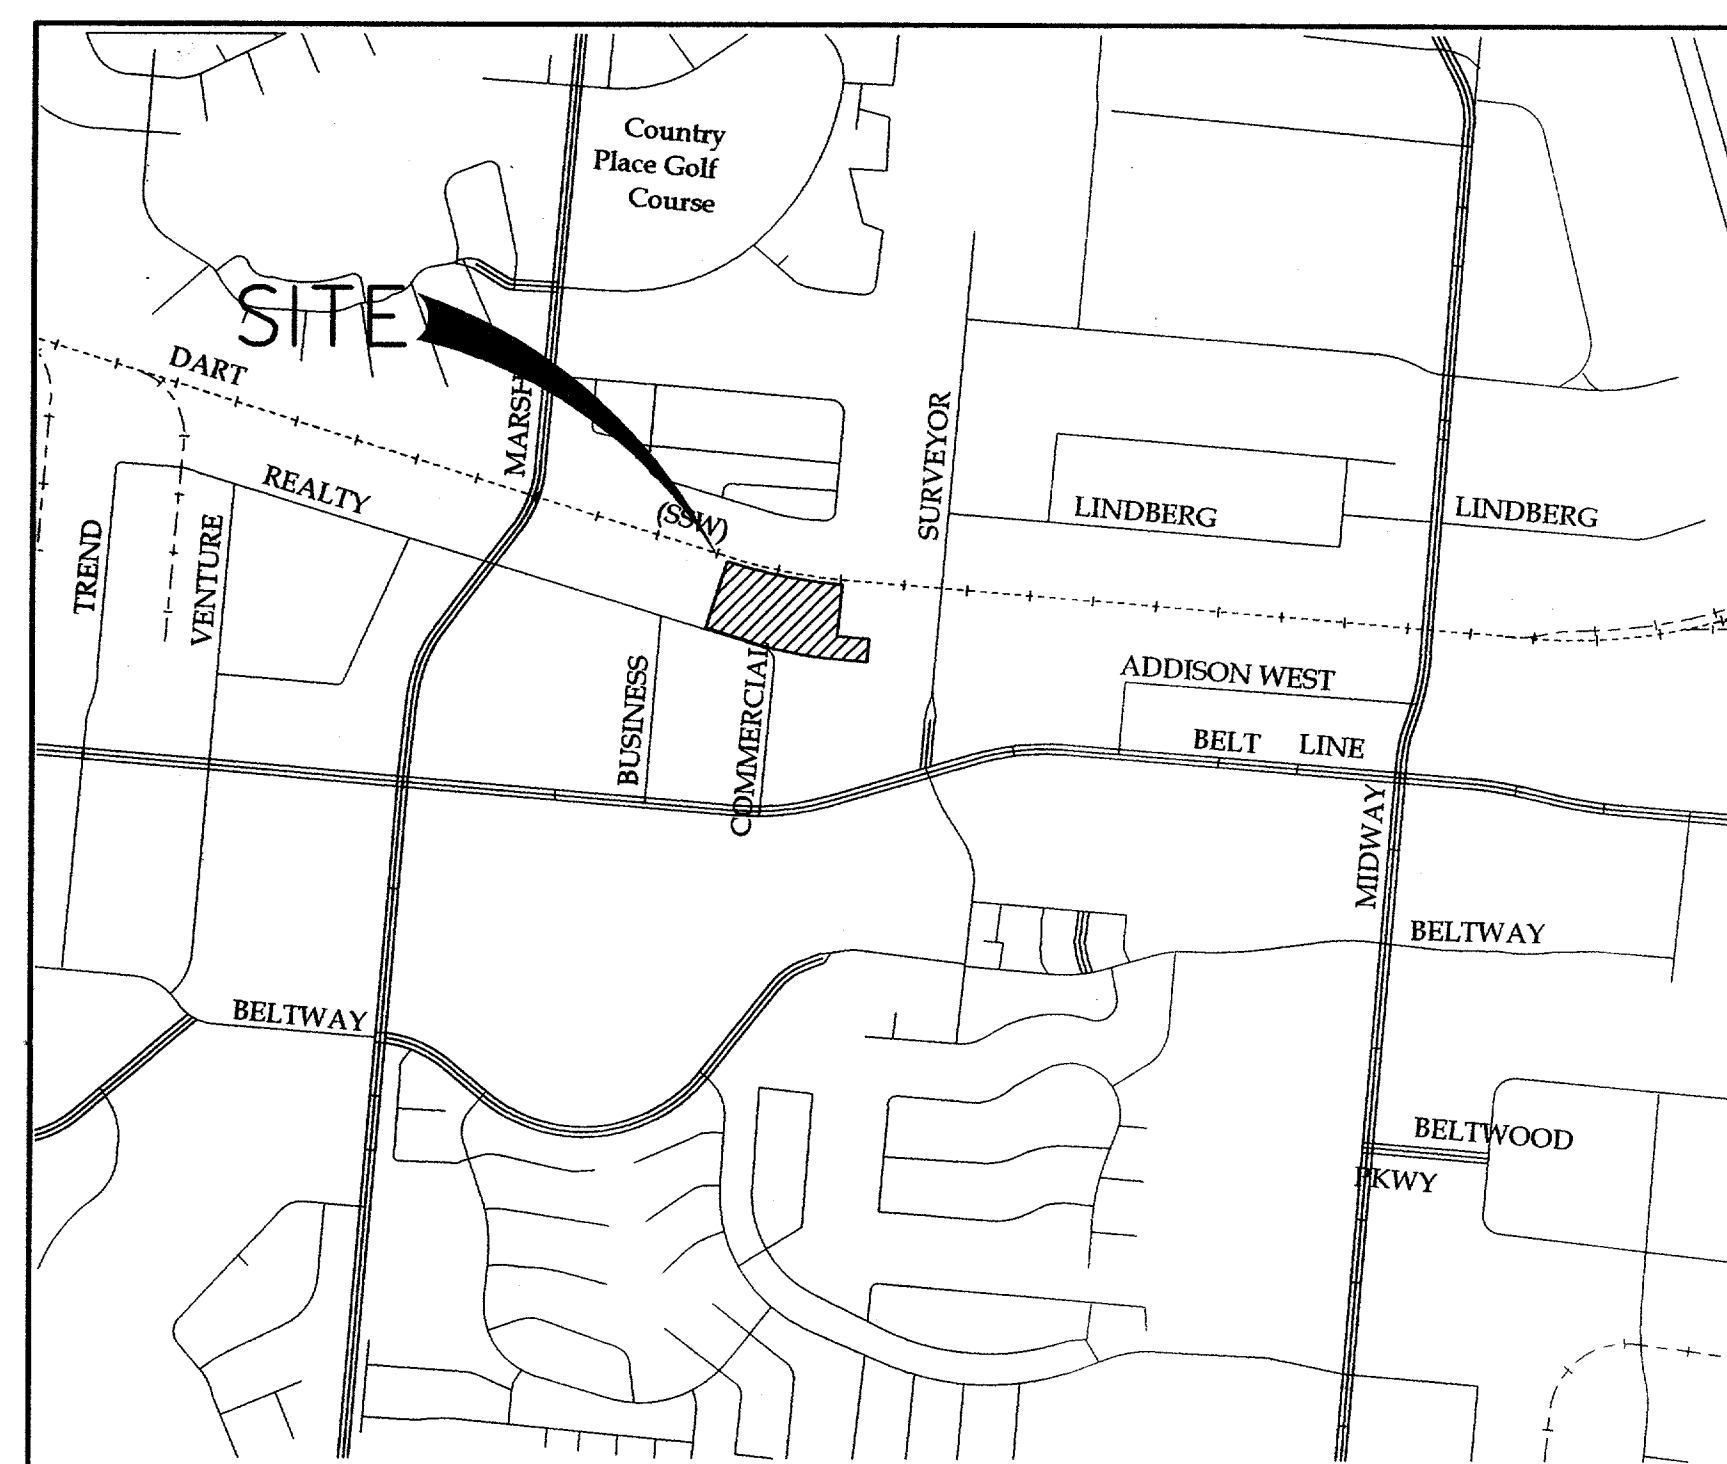 Country
Place Golf
Course
SITE
DART
MARSH
SURVEYOR
REALTY
(SSW)
LINDBERG
LINDBERG
TREND
VENTURE
BUSINESS
COMMERCIAL
ADDISON WEST
BELT LINE
MIDWAY
BELTWAY
BELTWAY
BELTWOOD
PKWY